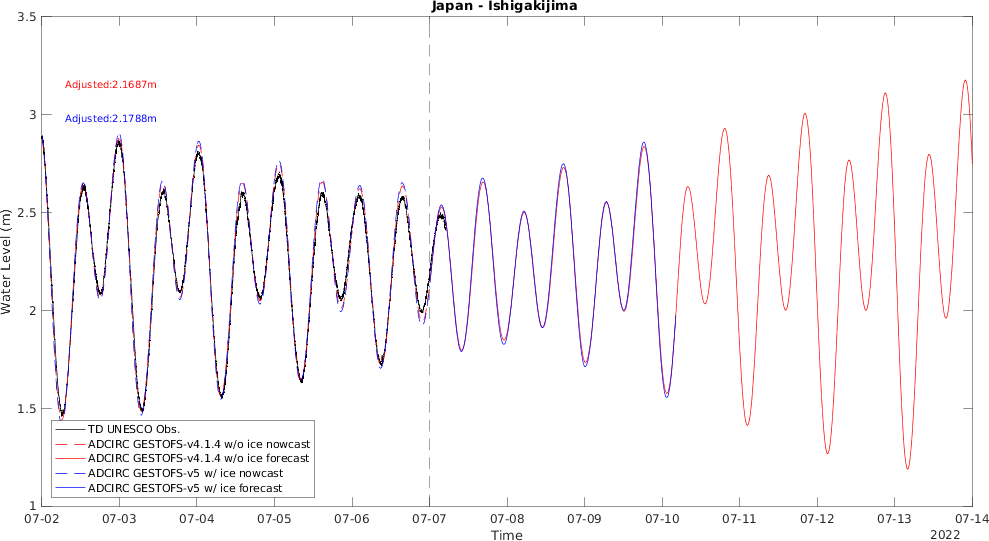 Japan - Ishigakijima
3.5
3
2.5
2
1.5
1
Water Level (m)
Adjusted:2.1687m
Adjusted:2.1788m
TD UNESCO Obs.
ADCIRC GESTOFS-v4.1.4 w/o ice nowcast
ADCIRC GESTOFS-v4.1.4 w/o ice forecast
ADCIRC GESTOFS-v5 w/ ice nowcast
ADCIRC GESTOFS-v5 w/ ice forecast
07-02 07-03 07-04 07-05 07-06 07-07 07-08 07-09 07-10 07-11 07-12 07-13 07-14
Time
2022